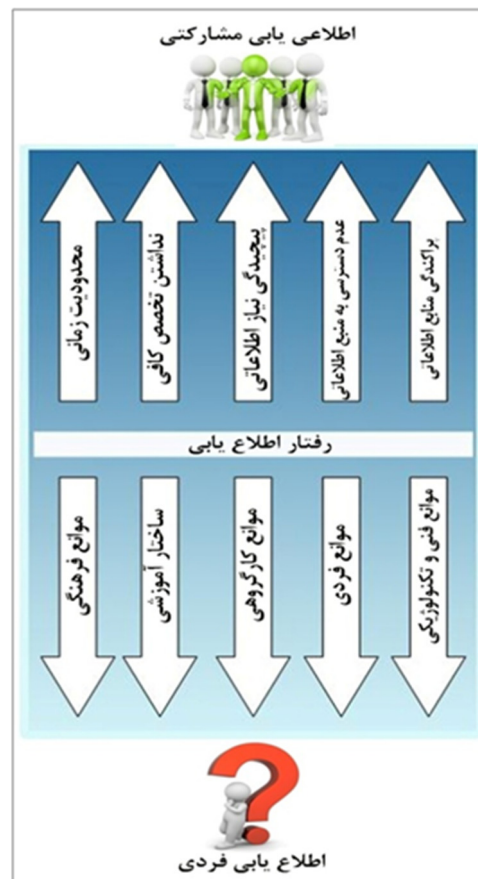 اطلاعی یابی مشارکتی
پراکندگی منابع اطلاعاتی
عدم دسترسی به منبع اطلاعاتی
پیچیدگی نیاز اطلاعاتی
نداشتن تخصص کافی
محدودیت زمانی
رفتار اطلاع یابی
موانع فنی و تکنولوژیکی
موانع فردی
موانع کارگروهی
ساختار آموزشی
موانع فرهنگی
اطلاع یابی فردی